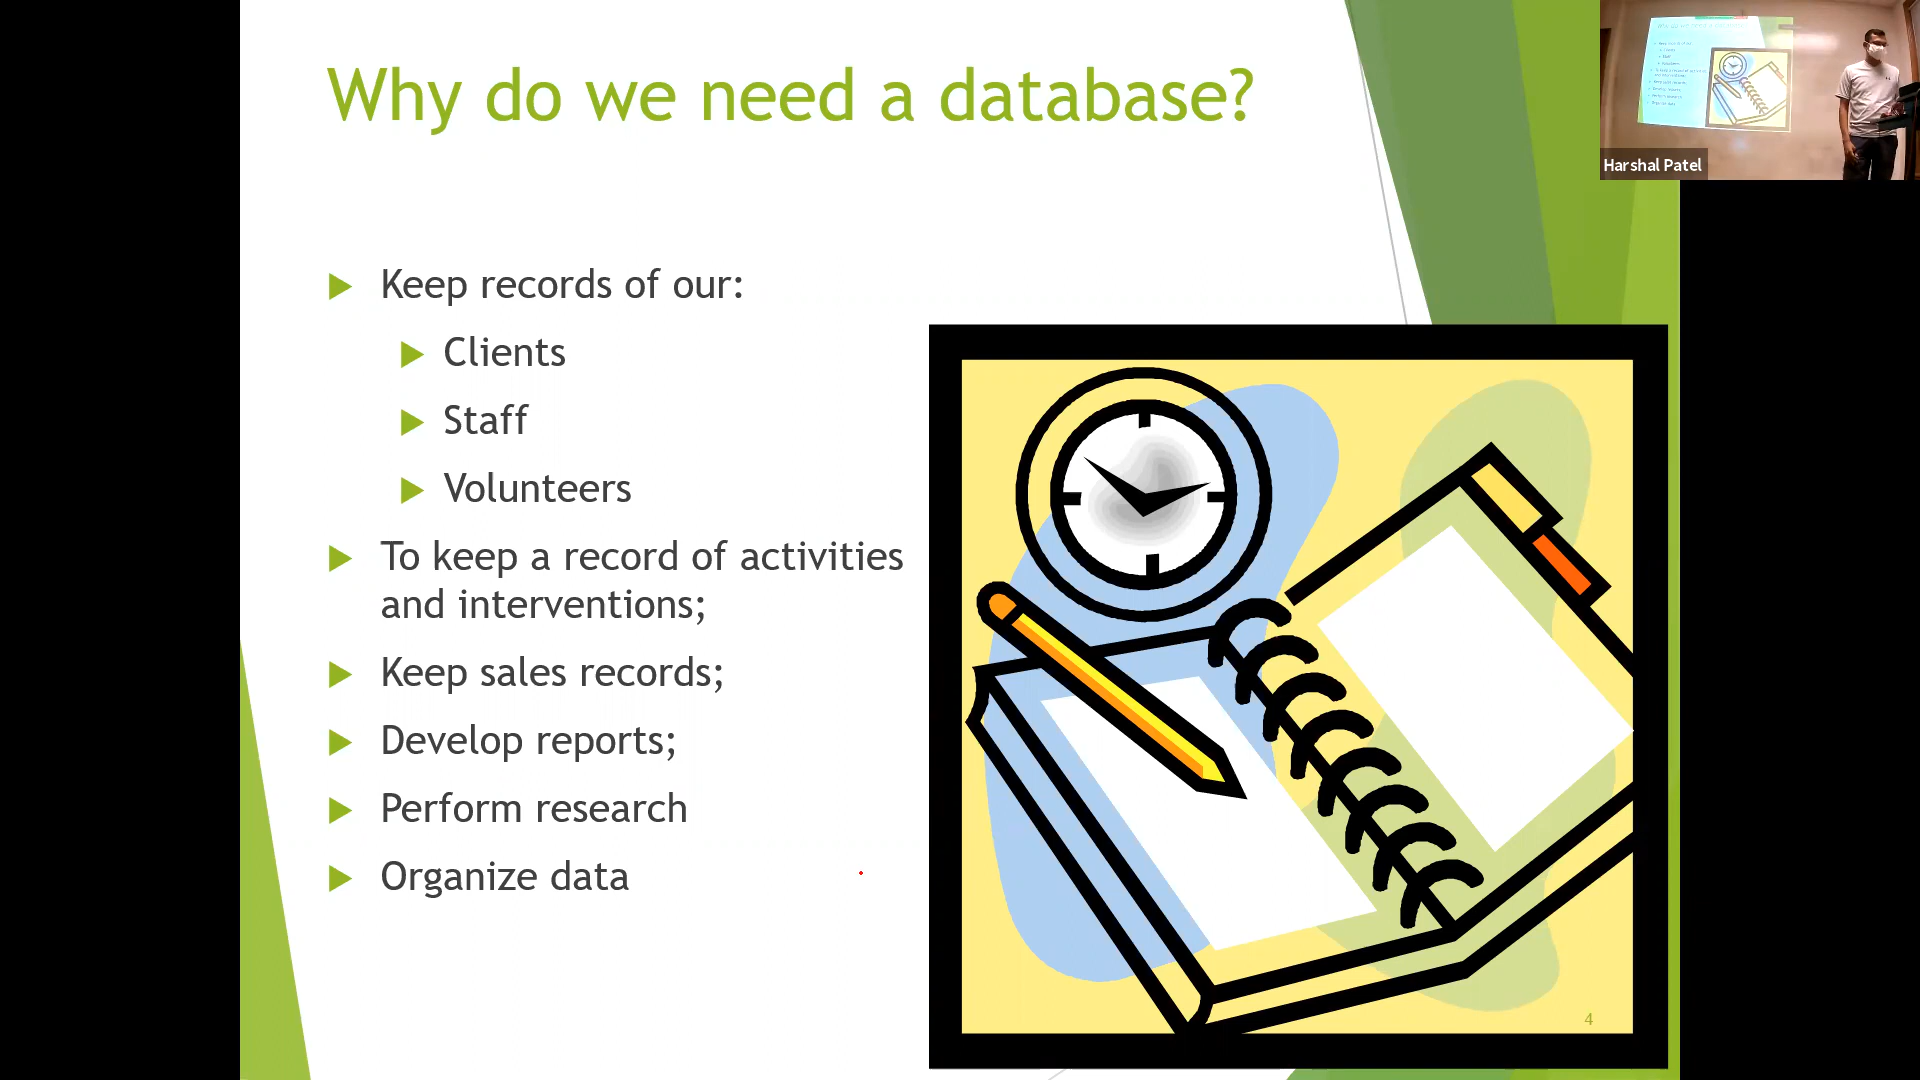 Why do we need a database?
Keep records of our:
Clients
Staff
Volunteers
To keep a record of activities
and interventions;
Keep sales records;
Develop reports;
Perform research
Organize data
4
Harshal Patel